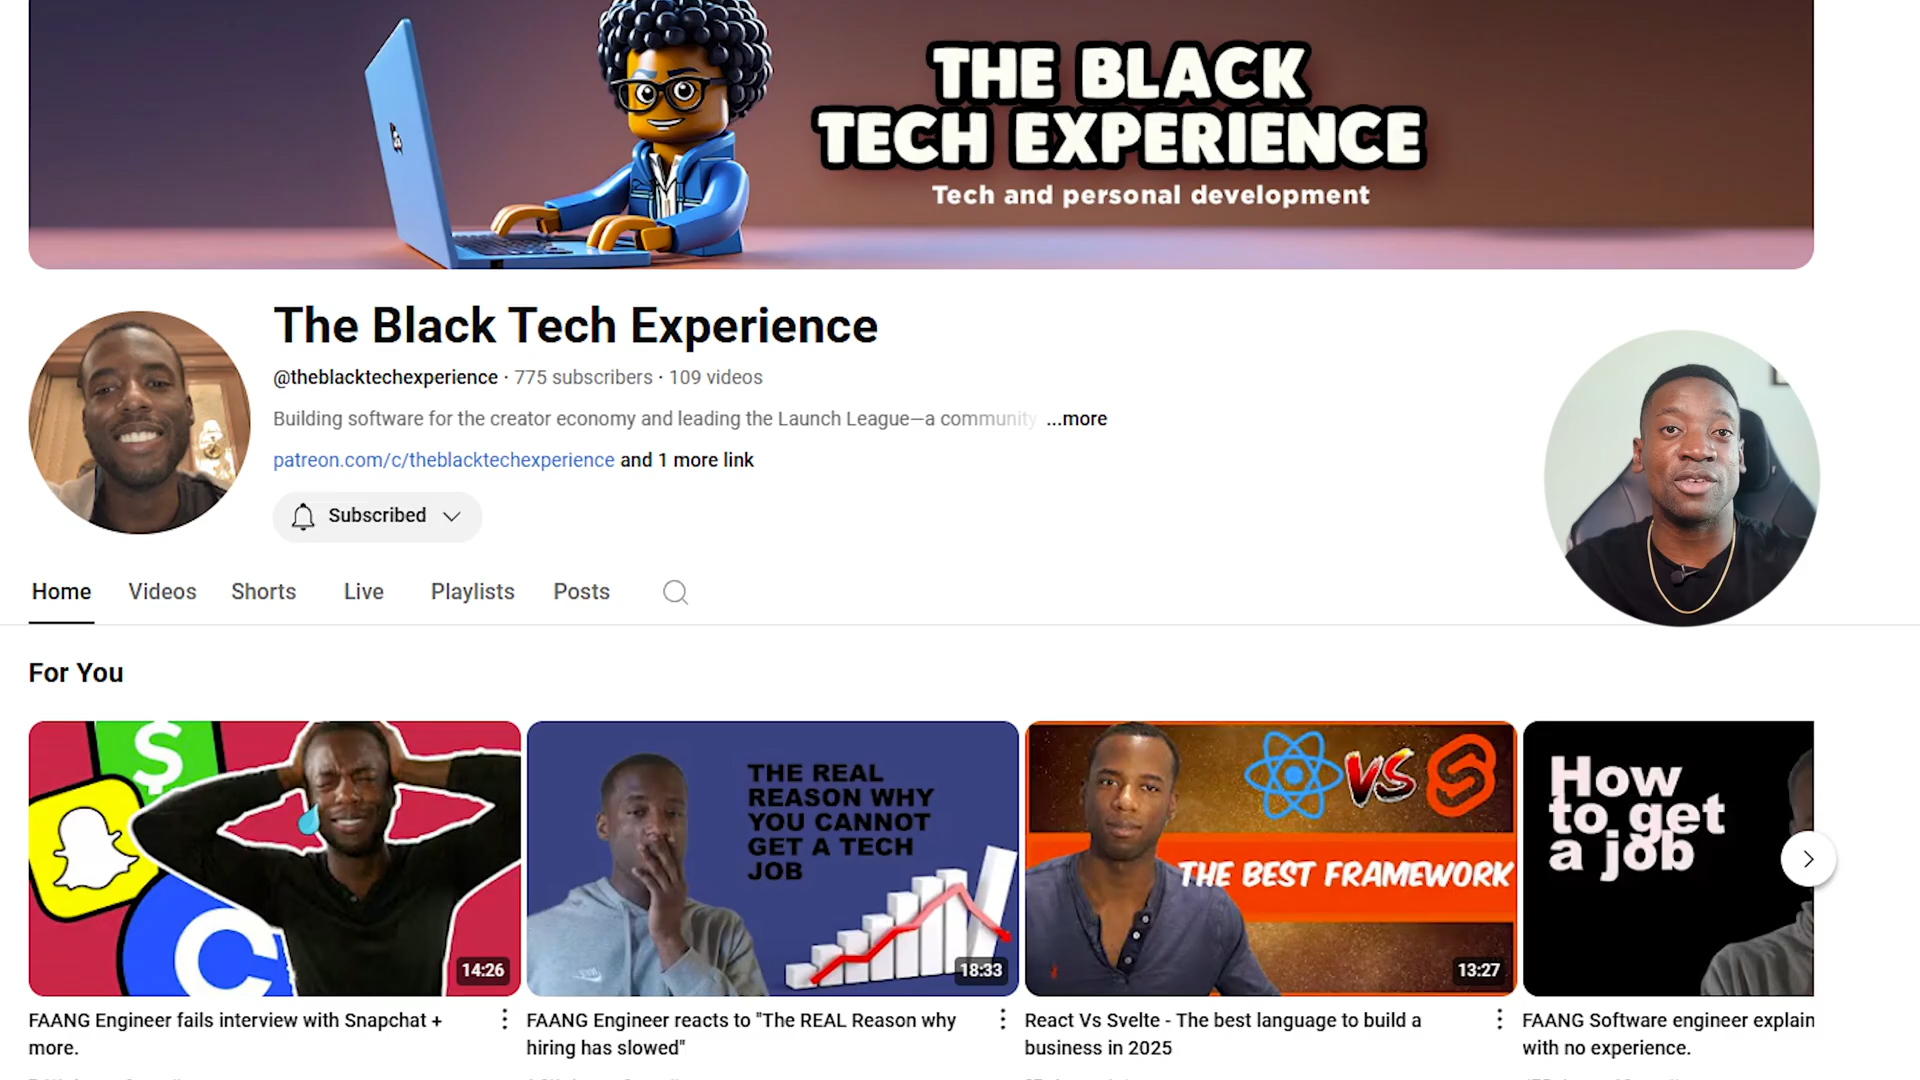 THE BLACK
TECH EXPERIENCE
Tech and personal development
The Black Tech Experience
@theblacktechexperience · 775 subscribers · 109 videos
Building software for the creator economy and leading the Launch League—a community ...more
patreon.com/c/theblacktechexperience and 1 more link
Subscribed
Home Videos Shorts Live Playlists Posts
For You
$
C
14:26
THE REAL
REASON WHY
YOU CANNOT
GET A TECH
JOB
18:33
VS
THE BEST FRAMEWORK
13:27
How
to get
a job
FAANG Engineer fails interview with Snapchat +
more.
FAANG Engineer reacts to "The REAL Reason why
hiring has slowed"
React Vs Svelte - The best language to build a
business in 2025
FAANG Software engineer explain
with no experience.